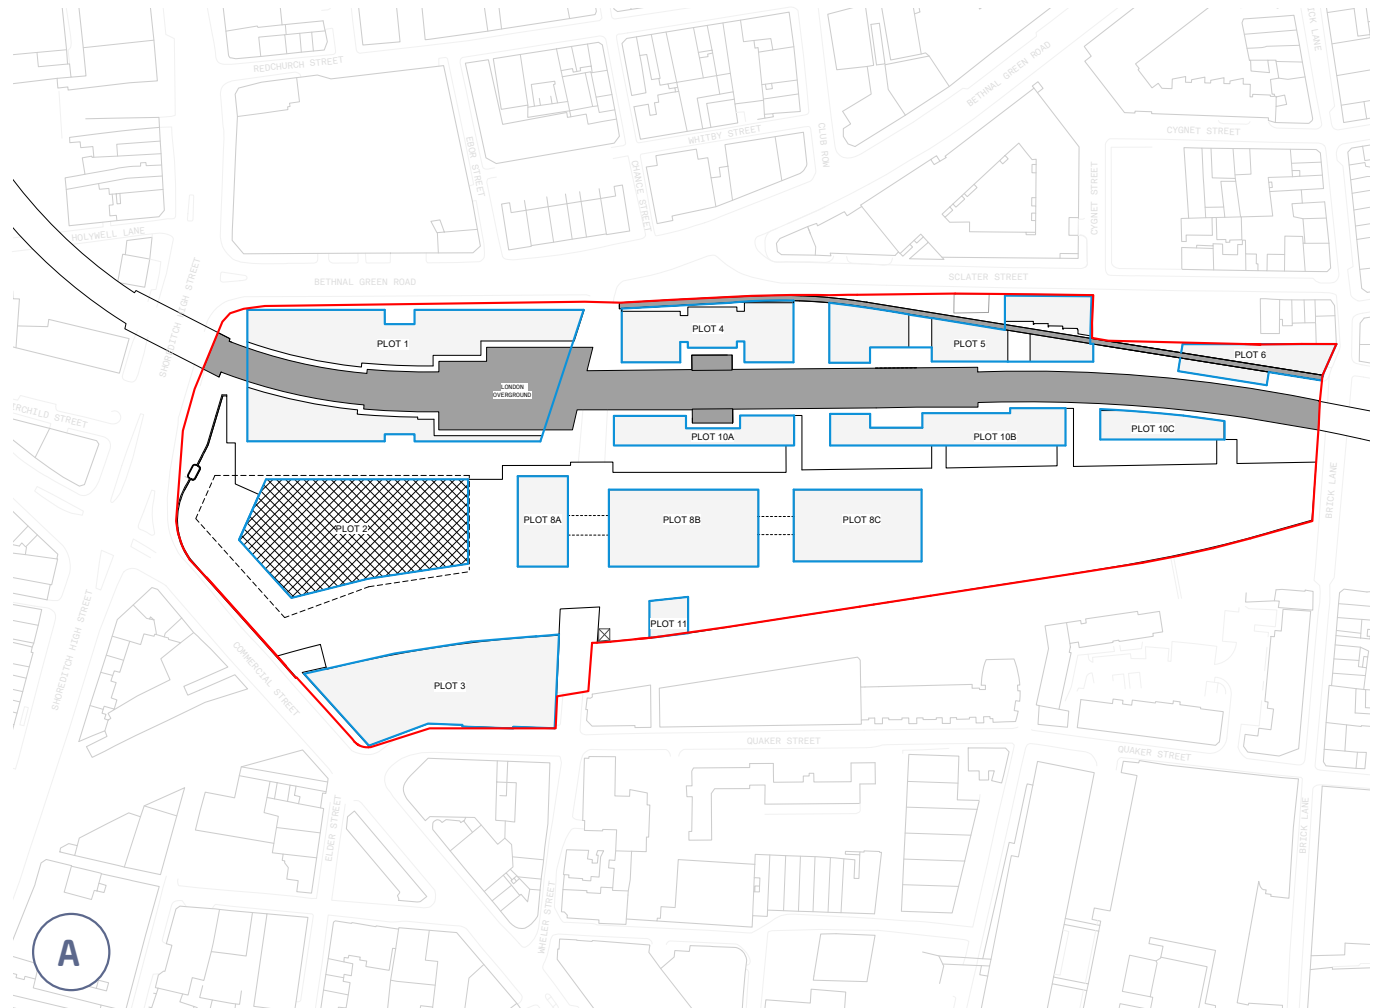 REDCHURCH STREET
EBOR STREET
WHITBY STREET
CLUB ROW
CHANCE STREET
BETHNAL GREEN ROAD
CYGNET STREET
CYGNET STREET
BRICK LANE
HOLYWELL LANE
SHOREDITCH HIGH STREET
BETHNAL GREEN ROAD
SCLATER STREET
PLOT 1
PLOT 4
PLOT 5
PLOT 6
LONDON
OVERGROUND
PLOT 10A
PLOT 10B
PLOT 10C
PLOT 2
PLOT 8A
PLOT 8B
PLOT 8C
BRICK LANE
PLOT 11
PLOT 3
SHOREDITCH HIGH STREET
COMMERCIAL STREET
QUAKER STREET
QUAKER STREET
ELDER STREET
BRICK LANE
WHELER STREET
A